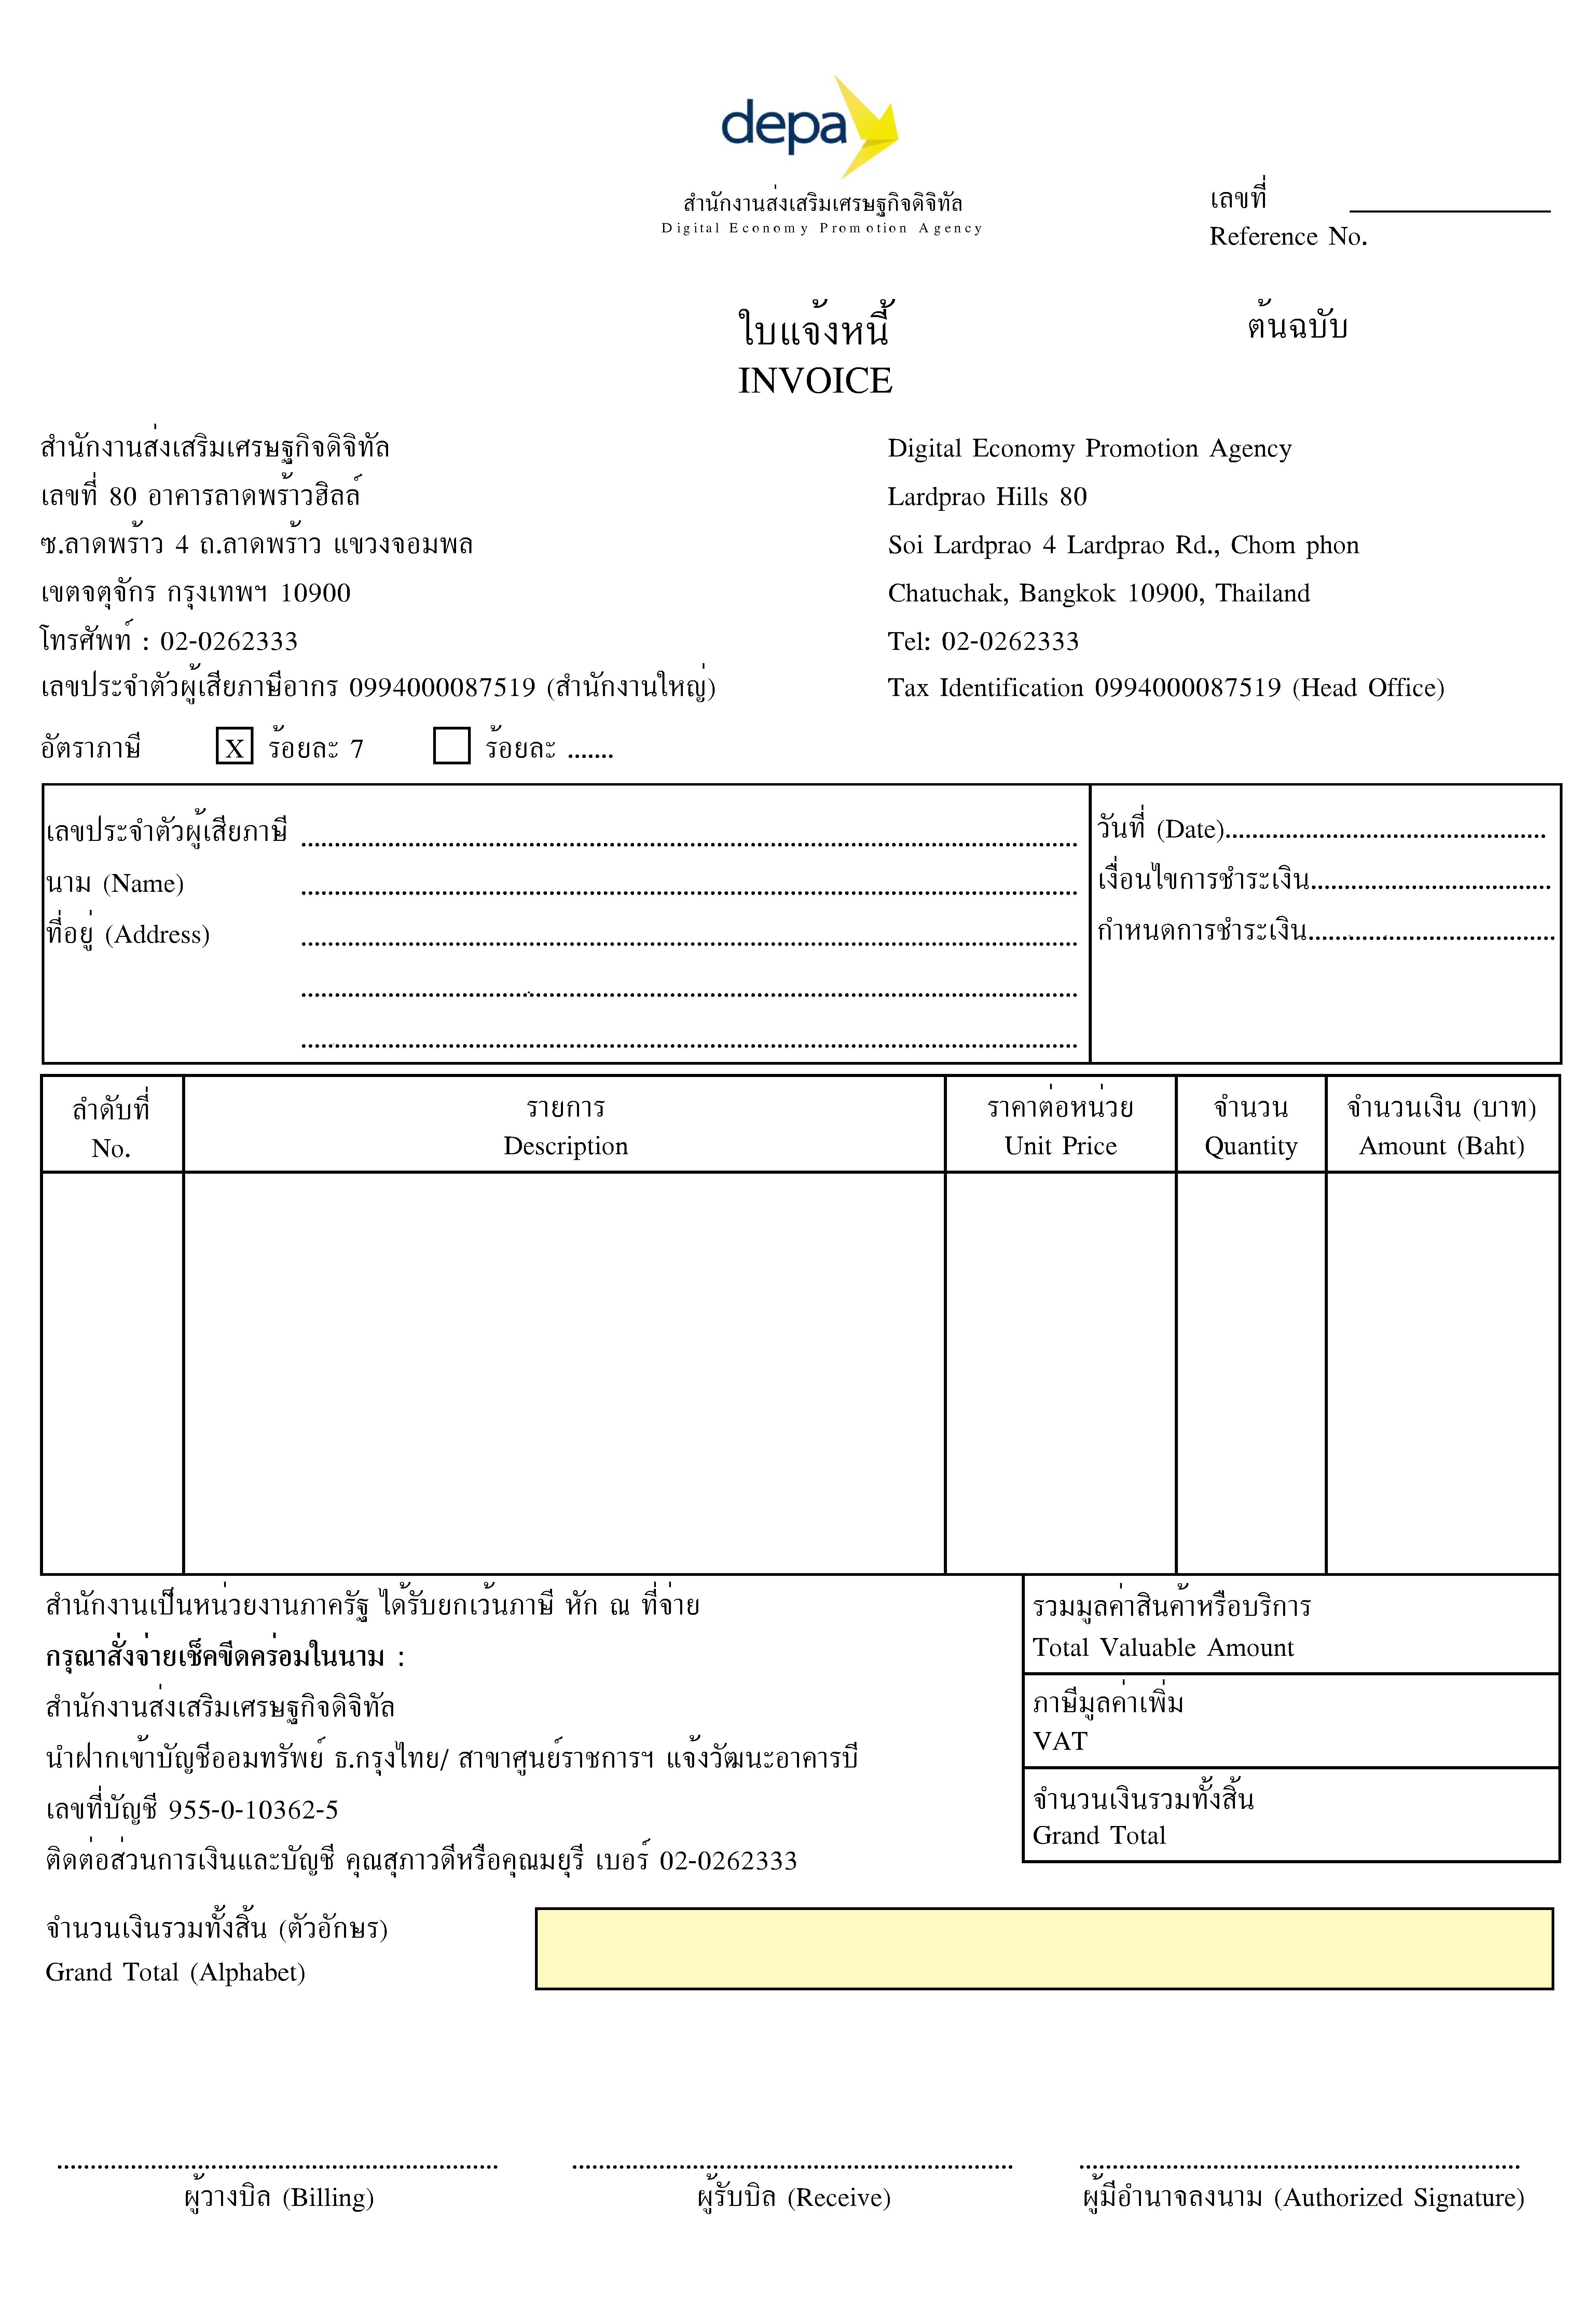 depa
สำนักงานส่งเสริมเศรษฐกิจดิจิทัล
Digital Economy Promotion Agency
เลขที่ ____________
Reference No.
ใบแจ้งหนี้
INVOICE
ต้นฉบับ
สำนักงานส่งเสริมเศรษฐกิจดิจิทัล
เลขที่ 80 อาคารลาดพร้าวฮิลล์
ซ.ลาดพร้าว 4 ถ.ลาดพร้าว แขวงจอมพล
เขตจตุจักร กรุงเทพฯ 10900
โทรศัพท์ : 02-0262333
เลขประจำตัวผู้เสียภาษีอากร 0994000087519 (สำนักงานใหญ่)
Digital Economy Promotion Agency
Lardprao Hills 80
Soi Lardprao 4 Lardprao Rd., Chom phon
Chatuchak, Bangkok 10900, Thailand
Tel: 02-0262333
Tax Identification 0994000087519 (Head Office)
อัตราภาษี X ร้อยละ 7 ร้อยละ .......
เลขประจำตัวผู้เสียภาษี ..........
นาม (Name) ..........
ที่อยู่ (Address) ..........
วันที่ (Date)..........
เงื่อนไขการชำระเงิน..........
กำหนดการชำระเงิน..........
ลำดับที่
No.
รายการ
Description
ราคาต่อหน่วย
Unit Price
จำนวน
Quantity
จำนวนเงิน (บาท)
Amount (Baht)
สำนักงานเป็นหน่วยงานภาครัฐ ได้รับยกเว้นภาษี หัก ณ ที่จ่าย
กรุณาสั่งจ่ายเช็คขีดคร่อมในนาม :
สำนักงานส่งเสริมเศรษฐกิจดิจิทัล
นำฝากเข้าบัญชีออมทรัพย์ ธ.กรุงไทย/ สาขาศูนย์ราชการฯ แจ้งวัฒนะอาคารบี
เลขที่บัญชี 955-0-10362-5
ติดต่อส่วนการเงินและบัญชี คุณสุภาวดีหรือคุณมยุรี เบอร์ 02-0262333
รวมมูลค่าสินค้าหรือบริการ
Total Valuable Amount
ภาษีมูลค่าเพิ่ม
VAT
จำนวนเงินรวมทั้งสิ้น
Grand Total
จำนวนเงินรวมทั้งสิ้น (ตัวอักษร)
Grand Total (Alphabet)
ผู้วางบิล (Billing)
ผู้รับบิล (Receive)
ผู้มีอำนาจลงนาม (Authorized Signature)